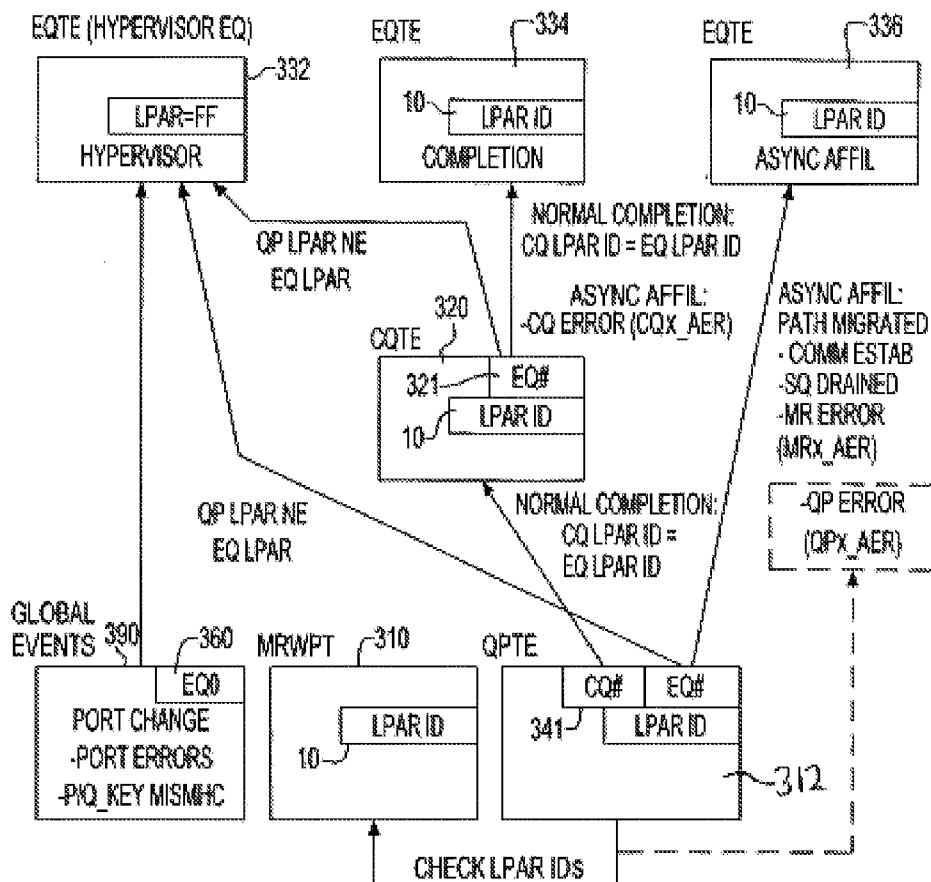 EQTE (HYPERVISOR EQ)
332
LPAR=FF
HYPERVISOR
EQTE
334
10
LPAR ID
COMPLETION
EQTE
336
10
LPAR ID
ASYNC AFFIL
QP LPAR NE
EQ LPAR
NORMAL COMPLETION:
CQ LPAR ID = EQ LPAR ID
ASYNC AFFIL:
-CQ ERROR (CQX_AER)
ASYNC AFFIL:
PATH MIGRATED
- COMM ESTAB
-SQ DRAINED
-MR ERROR
(MRX_AER)
CQTE
320
321
EQ#
10
LPAR ID
-QP ERROR
(QPX_AER)
QP LPAR NE
EQ LPAR
NORMAL COMPLETION:
CQ LPAR ID =
EQ LPAR ID
GLOBAL
EVENTS
390
360
EQ0
PORT CHANGE
-PORT ERRORS
-P/Q_KEY MISMHC
MRWPT
310
LPAR ID
10
QPTE
CQ#
EQ#
341
LPAR ID
312
CHECK LPAR IDs